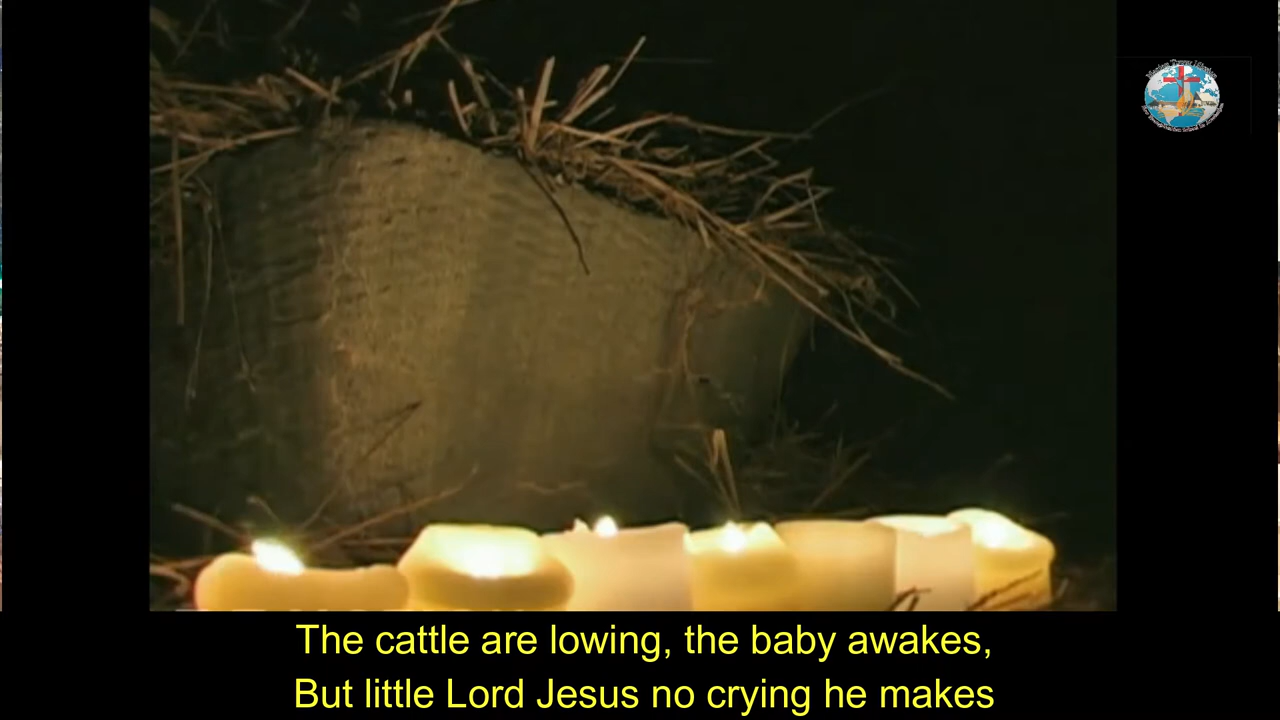 The cattle are lowing, the baby awakes,
But little Lord Jesus no crying he makes